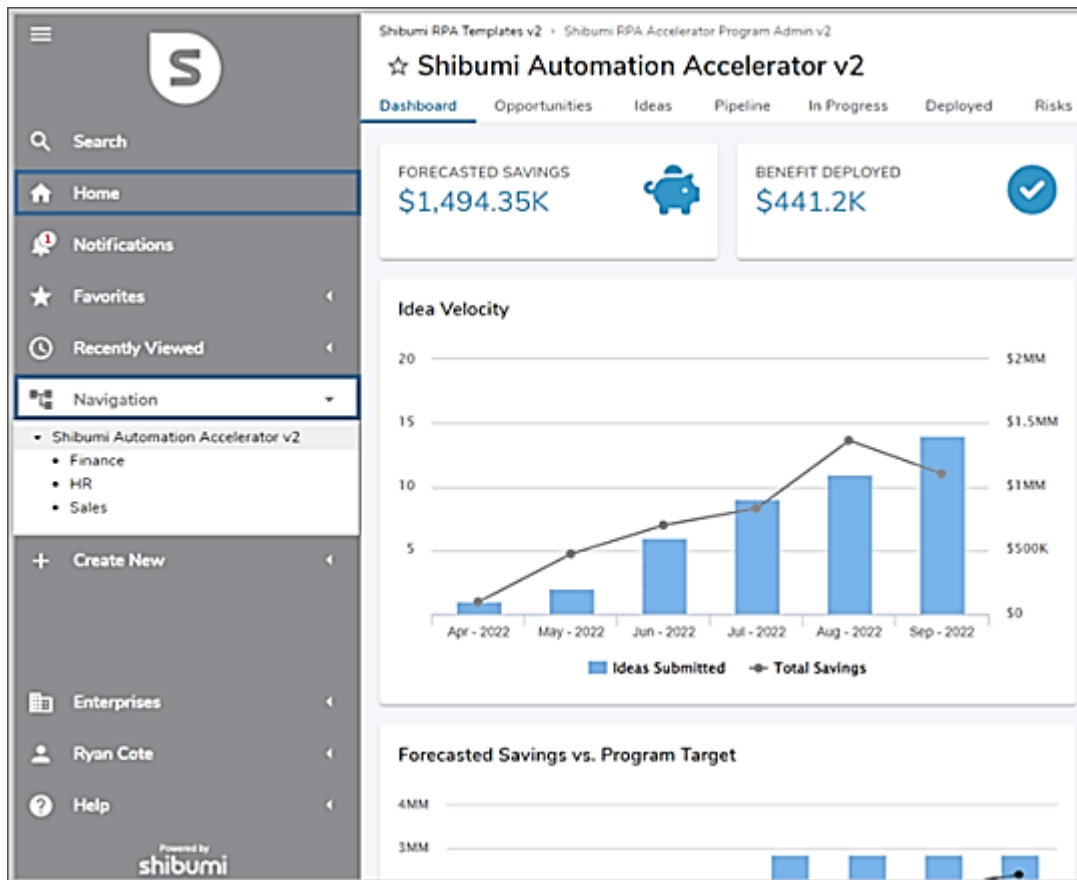 S
Search
Home
1
Notifications
Favorites
Recently Viewed
Navigation
Shibumi Automation Accelerator v2
Finance
HR
Sales
Create New
Enterprises
Ryan Cote
Help
Powered by
shibumi
Shibumi RPA Templates v2 › Shibumi RPA Accelerator Program Admin v2
Shibumi Automation Accelerator v2
Dashboard Opportunities Ideas Pipeline In Progress Deployed Risks
FORECASTED SAVINGS
$1,494.35K
BENEFIT DEPLOYED
$441.2K
Idea Velocity
20 $2MM
15 $1.5MM
10 $1MM
5 $500K
$0
Apr - 2022 May - 2022 Jun - 2022 Jul - 2022 Aug - 2022 Sep - 2022
Ideas Submitted Total Savings
Forecasted Savings vs. Program Target
4MM
3MM